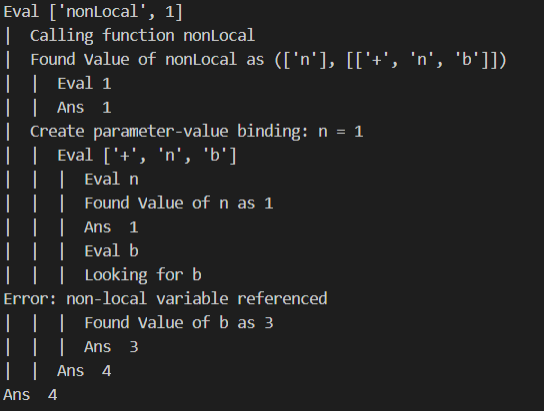 Eval ['nonLocal', 1]
|  Calling function nonLocal
|  Found Value of nonLocal as (['n'], [['+', 'n', 'b']])
|  |  Eval 1
|  |  Ans  1
|  Create parameter-value binding: n = 1
|  |  Eval ['+', 'n', 'b']
|  |  |  Eval n
|  |  |  Found Value of n as 1
|  |  |  Ans  1
|  |  |  Eval b
|  |  |  Looking for b
Error: non-local variable referenced
|  |  |  Found Value of b as 3
|  |  |  Ans  3
|  |  Ans  4
Ans  4